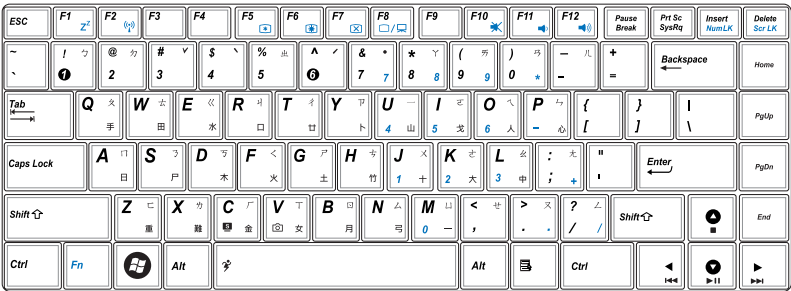 ESC F1 Zzz F2 F3 F4 F5 F6 F7 F8 F9 F10 F11 F12 Pause Break Prt Sc SysRq Insert Num LK Delete Scr LK
~ ` ! ㄅ 1 @ ㄉ 2 # ˇ 3 $ ˋ 4 % ㄓ 5 ^ ˊ 6 & ˙ 7 7 * ㄚ 8 8 ( ㄞ 9 9 ) ㄢ 0 * — ㄦ - + = Backspace Home
Tab Q ㄆ 手 W ㄊ 田 E ㄍ 水 R ㄐ 口 T ㄔ 廿 Y ㄗ 卜 U ㄧ 4 山 I ㄛ 5 戈 O ㄟ 6 人 P ㄣ - 心 { [ } ] | \ PgUp
Caps Lock A ㄇ 日 S ㄋ 尸 D ㄎ 木 F ㄑ 火 G ㄕ 土 H ㄘ 竹 J ㄨ 1 十 K ㄜ 2 大 L ㄠ 3 中 : ㄤ ; + " ' Enter PgDn
Shift Z ㄈ 重 X ㄌ 難 C ㄏ S 金 V ㄒ 女 B ㄖ 月 N ㄙ 弓 M ㄩ 0 一 < ㄝ , > ㄡ . . ? ㄥ / / Shift End
Ctrl Fn Alt Alt Ctrl